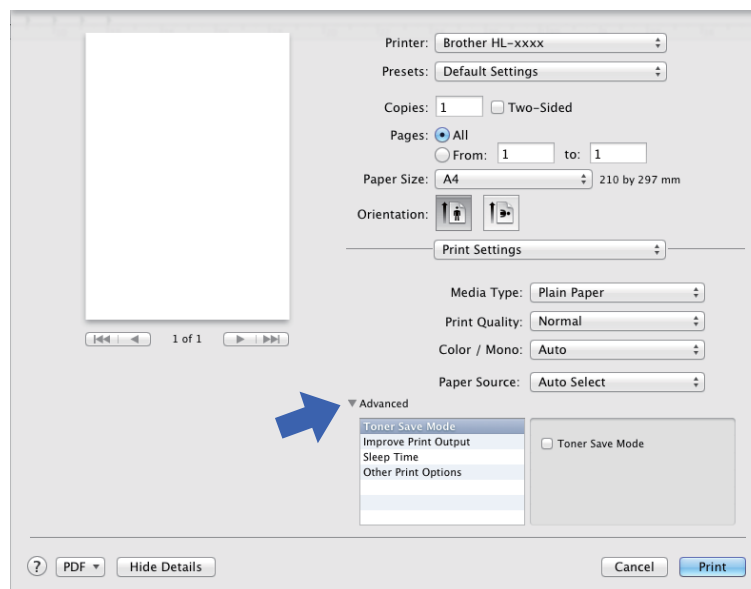 Printer: Brother HL-xxxx
Presets: Default Settings
Copies: 1 Two-Sided
Pages: All
From: 1 to: 1
Paper Size: A4 210 by 297 mm
Orientation:
Print Settings
Media Type: Plain Paper
Print Quality: Normal
1 of 1
Color / Mono: Auto
Paper Source: Auto Select
Advanced
Toner Save Mode
Improve Print Output
Sleep Time
Other Print Options
Toner Save Mode
? PDF Hide Details Cancel Print